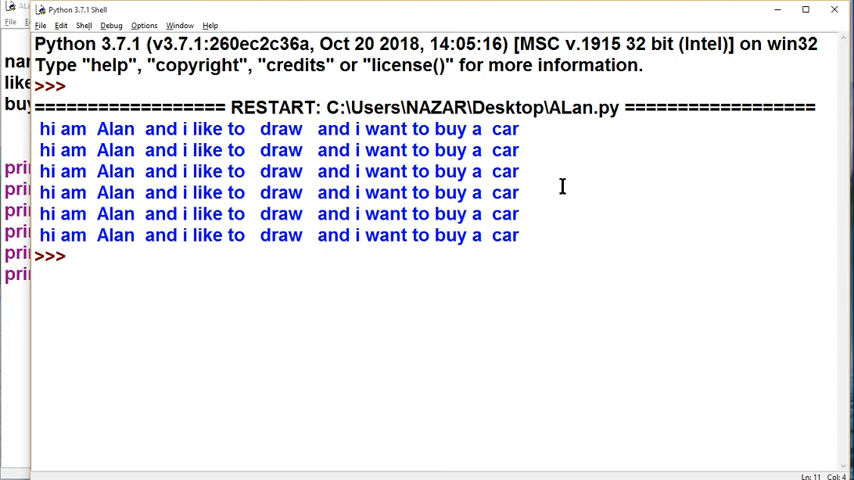 Python 3.7.1 Shell
File Edit Shell Debug Options Window Help
Python 3.7.1 (v3.7.1:260ec2c36a, Oct 20 2018, 14:05:16) [MSC v.1915 32 bit (Intel)] on win32
Type "help", "copyright", "credits" or "license()" for more information.
>>>
================== RESTART: C:\Users\NAZAR\Desktop\ALan.py ==================
hi am  Alan  and i like to   draw   and i want to buy a  car
hi am  Alan  and i like to   draw   and i want to buy a  car
hi am  Alan  and i like to   draw   and i want to buy a  car
hi am  Alan  and i like to   draw   and i want to buy a  car
hi am  Alan  and i like to   draw   and i want to buy a  car
hi am  Alan  and i like to   draw   and i want to buy a  car
>>>
File
buy
Ln: 11 Col: 4